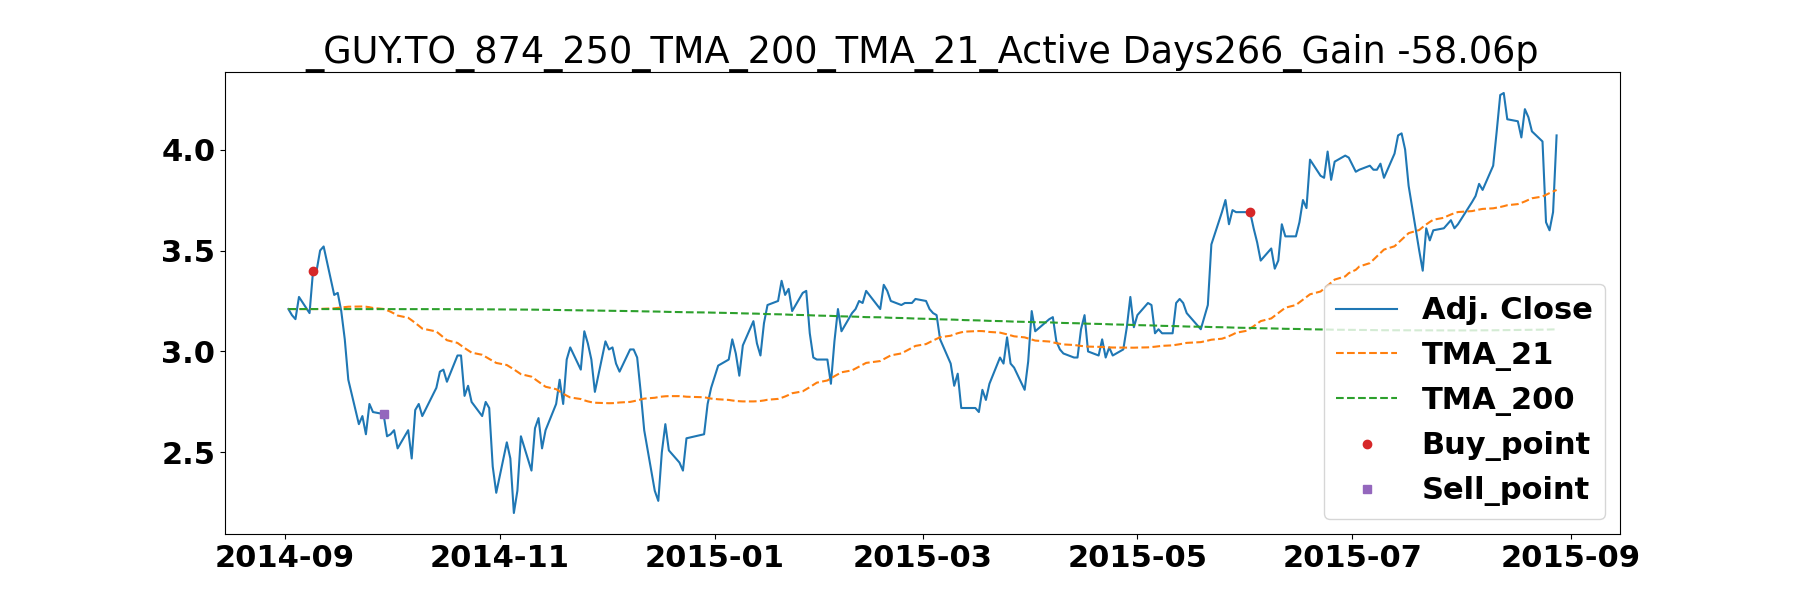 _GUY.TO_874_250_TMA_200_TMA_21_Active Days266_Gain -58.06p
4.0
3.5
3.0
2.5
Adj. Close
TMA_21
TMA_200
Buy_point
Sell_point
2014-09 2014-11 2015-01 2015-03 2015-05 2015-07 2015-09